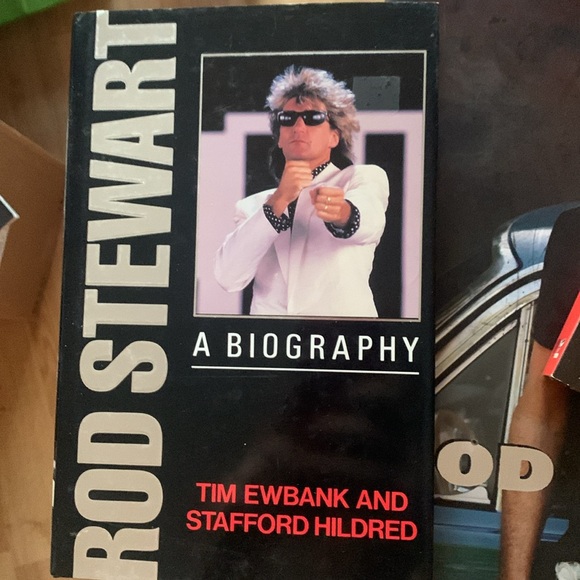 ROD STEWART
A BIOGRAPHY
TIM EWBANK AND
STAFFORD HILDRED
OD